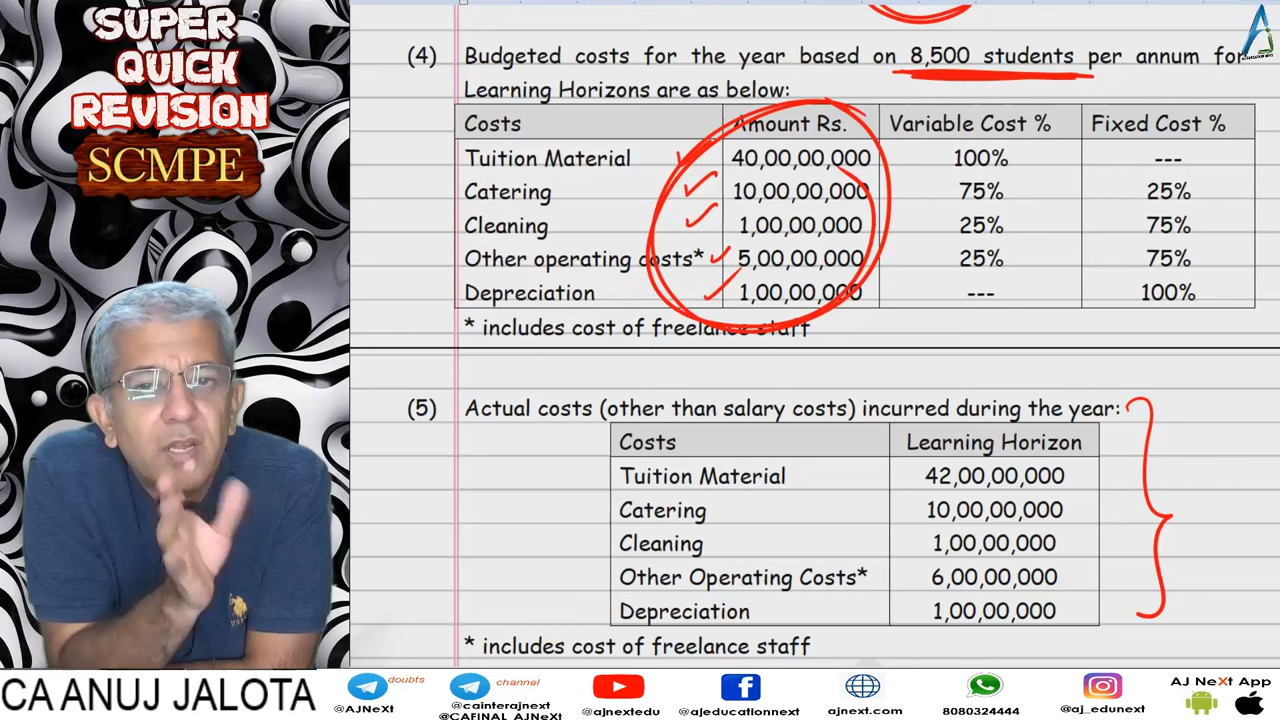 SUPER
QUICK
REVISION
SCMPE
(4) Budgeted costs for the year based on 8,500 students per annum for
Learning Horizons are as below:
Costs Amount Rs. Variable Cost % Fixed Cost %
Tuition Material 40,00,00,000 100% ---
Catering 10,00,00,000 75% 25%
Cleaning 1,00,00,000 25% 75%
Other operating costs* 5,00,00,000 25% 75%
Depreciation 1,00,00,000 --- 100%
* includes cost of freelance staff
(5) Actual costs (other than salary costs) incurred during the year:
Costs Learning Horizon
Tuition Material 42,00,00,000
Catering 10,00,00,000
Cleaning 1,00,00,000
Other Operating Costs* 6,00,00,000
Depreciation 1,00,00,000
* includes cost of freelance staff
CA ANUJ JALOTA
doubts
@AJNeXt
channel
@cainterajnext
@CAFINAL_AJNeXt
@ajnextedu
@ajeducationnext
ajnext.com
8080324444
@aj_edunext
AJ NeXt App